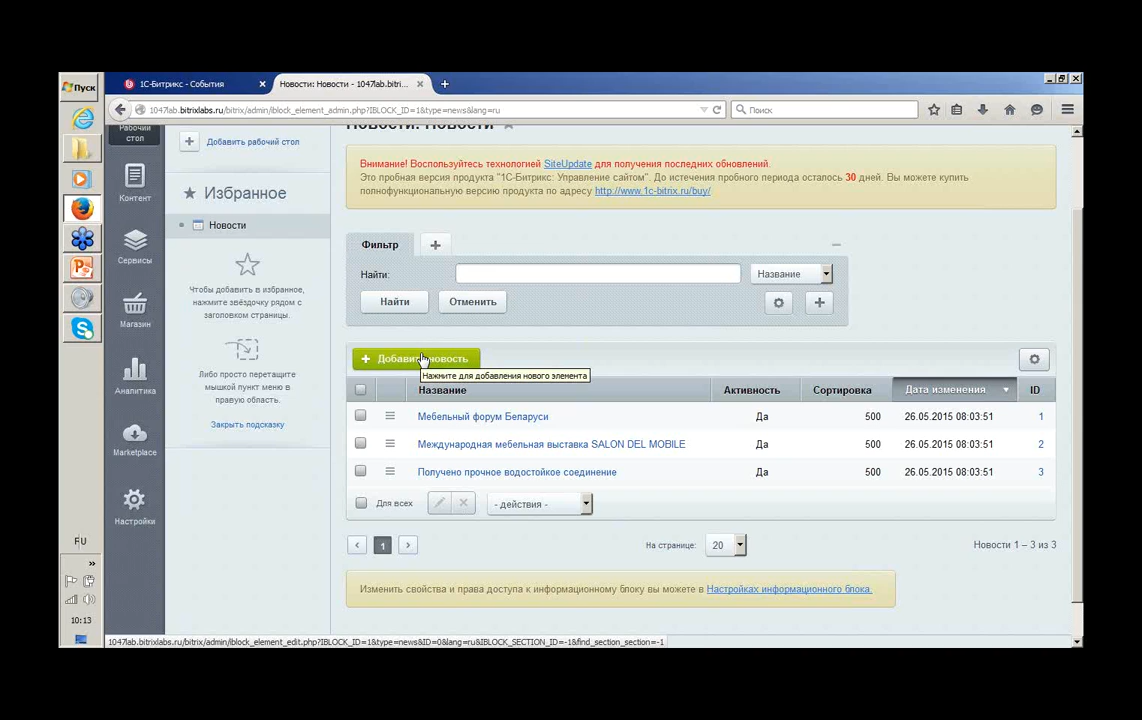 Пуск
1С-Битрикс - События
Новости: Новости - 1047lab.bitri...
1047lab.bitrixlabs.ru/bitrix/admin/iblock_element_admin.php?IBLOCK_ID=1&type=news&lang=ru
Поиск
Рабочий
стол
Контент
Сервисы
Магазин
Аналитика
Marketplace
Настройки
Добавить рабочий стол
Избранное
Новости
Чтобы добавить в избранное,
нажмите звёздочку рядом с
заголовком страницы.
Либо просто перетащите
мышкой пункт меню в
правую область.
Закрыть подсказку
Новости: Новости
Внимание! Воспользуйтесь технологией SiteUpdate для получения последних обновлений.
Это пробная версия продукта "1С-Битрикс: Управление сайтом". До истечения пробного периода осталось 30 дней. Вы можете купить
полнофункциональную версию продукта по адресу http://www.1c-bitrix.ru/buy/
Фильтр
Найти:
Название
Найти
Отменить
Добавить новость
Нажмите для добавления нового элемента
Название Активность Сортировка Дата изменения ID
Мебельный форум Беларуси Да 500 26.05.2015 08:03:51 1
Международная мебельная выставка SALON DEL MOBILE Да 500 26.05.2015 08:03:51 2
Получено прочное водостойкое соединение Да 500 26.05.2015 08:03:51 3
Для всех - действия -
1 На странице: 20 Новости 1 – 3 из 3
Изменить свойства и права доступа к информационному блоку вы можете в Настройках информационного блока.
10:13
1047lab.bitrixlabs.ru/bitrix/admin/iblock_element_edit.php?IBLOCK_ID=1&type=news&ID=0&lang=ru&IBLOCK_SECTION_ID=-1&find_section_section=-1